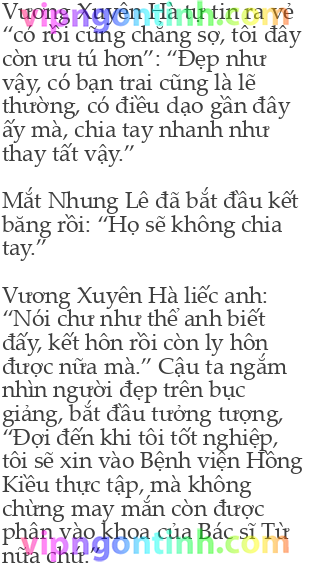 Vương Xuyên Hà tự tin ra vẻ
“có rồi cũng chẳng sợ, tôi đây
còn ưu tú hơn”: “Đẹp như
vậy, có bạn trai cũng là lẽ
thường, có điều dạo gần đây
ấy mà, chia tay nhanh như
thay tất vậy.”
Mắt Nhung Lê đã bắt đầu kết
băng rồi: “Họ sẽ không chia
tay.”
Vương Xuyên Hà liếc anh:
“Nói chư như thể anh biết
đấy, kết hôn rồi còn ly hôn
được nữa mà.” Cậu ta ngắm
nhìn người đẹp trên bục
giảng, bắt đầu tưởng tượng,
“Đợi đến khi tôi tốt nghiệp,
tôi sẽ xin vào Bệnh viện Hồng
Kiều thực tập, mà không
chừng may mắn còn được
phân vào khoa của Bác sĩ Từ
nữa chứ.”
vipngontinh.com
vipngontinh.com